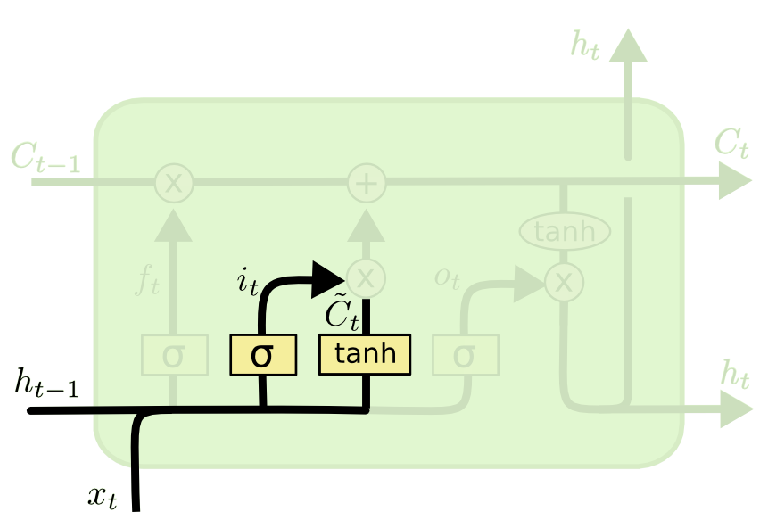 h_t
C_{t-1} C_t
× +
tanh
f_t i_t × o_t ×
C̃_t
σ σ tanh σ
h_{t-1} h_t
x_t